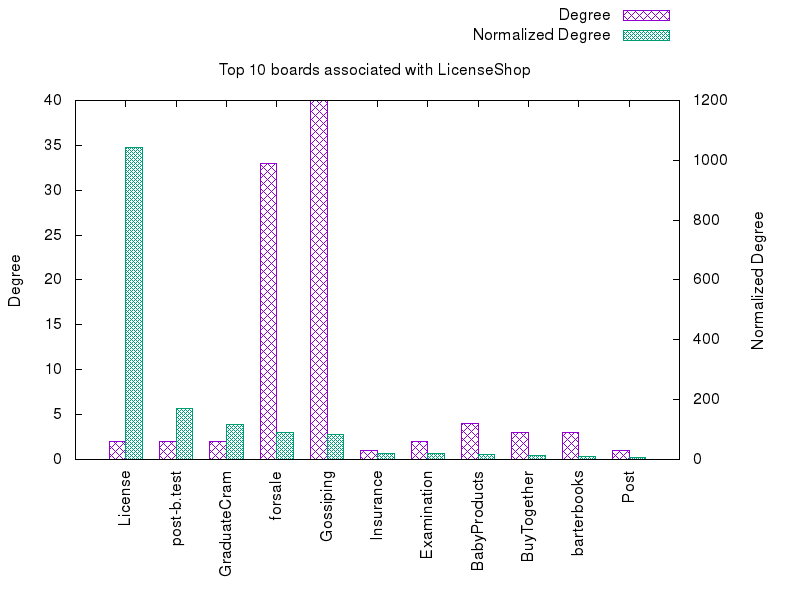 Degree
Normalized Degree
Top 10 boards associated with LicenseShop
40
35
30
25
20
15
10
5
0
1200
1000
800
600
400
200
0
Degree
Normalized Degree
License
post-b.test
GraduateCram
forsale
Gossiping
Insurance
Examination
BabyProducts
BuyTogether
barterbooks
Post